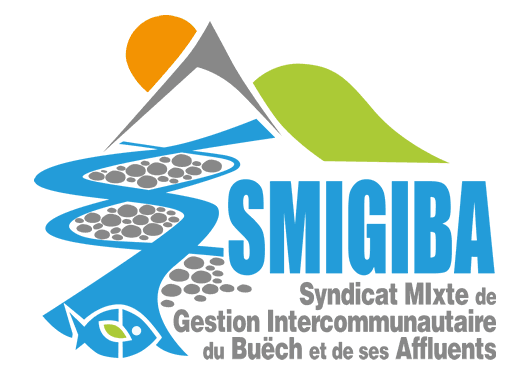 SMIGIBA
Syndicat MIxte de
Gestion Intercommunautaire
du Buëch et de ses Affluents